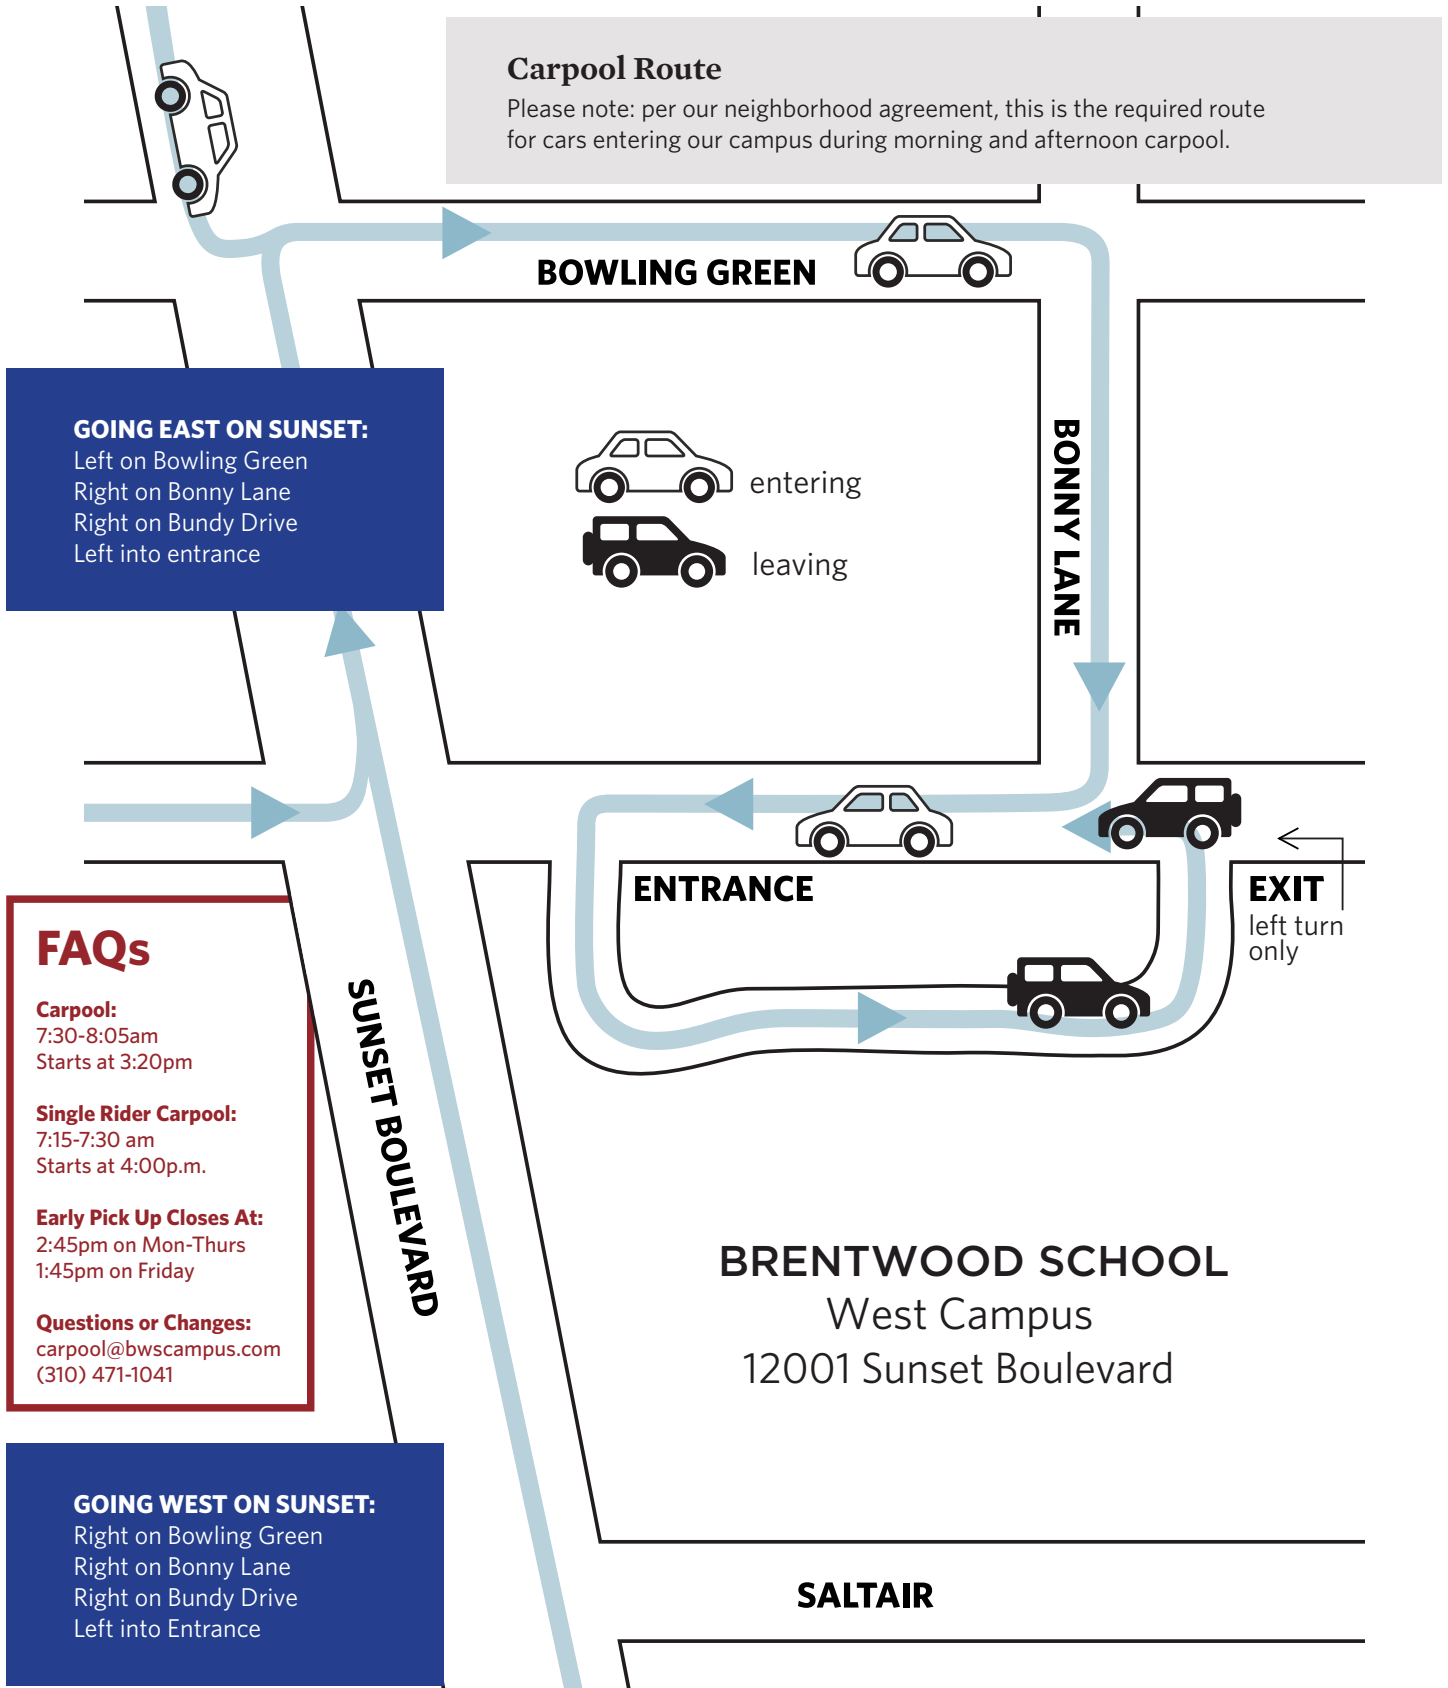 Carpool Route
Please note: per our neighborhood agreement, this is the required route
for cars entering our campus during morning and afternoon carpool.
BOWLING GREEN
GOING EAST ON SUNSET:
Left on Bowling Green
Right on Bonny Lane
Right on Bundy Drive
Left into entrance
entering
leaving
BONNY LANE
ENTRANCE
EXIT
left turn
only
FAQs
Carpool:
7:30-8:05am
Starts at 3:20pm
Single Rider Carpool:
7:15-7:30 am
Starts at 4:00p.m.
Early Pick Up Closes At:
2:45pm on Mon-Thurs
1:45pm on Friday
Questions or Changes:
carpool@bwscampus.com
(310) 471-1041
SUNSET BOULEVARD
BRENTWOOD SCHOOL
West Campus
12001 Sunset Boulevard
GOING WEST ON SUNSET:
Right on Bowling Green
Right on Bonny Lane
Right on Bundy Drive
Left into Entrance
SALTAIR